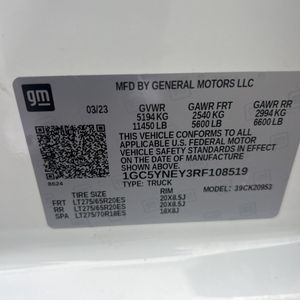 gm
MFD BY GENERAL MOTORS LLC
03/23 GVWR GAWR FRT GAWR RR
5194 KG 2540 KG 2994 KG
11450 LB 5600 LB 6600 LB
THIS VEHICLE CONFORMS TO ALL
APPLICABLE U.S. FEDERAL MOTOR
VEHICLE SAFETY STANDARDS IN
EFFECT ON THE DATE OF
MANUFACTURE SHOWN ABOVE.
1GC5YNEY3RF108519
8624 TYPE: TRUCK MODEL: 39CK20953
TIRE SIZE RIM
FRT LT275/65R20ES 20X8.5J
RR LT275/65R20ES 20X8.5J
SPA LT275/70R18ES 18X8J